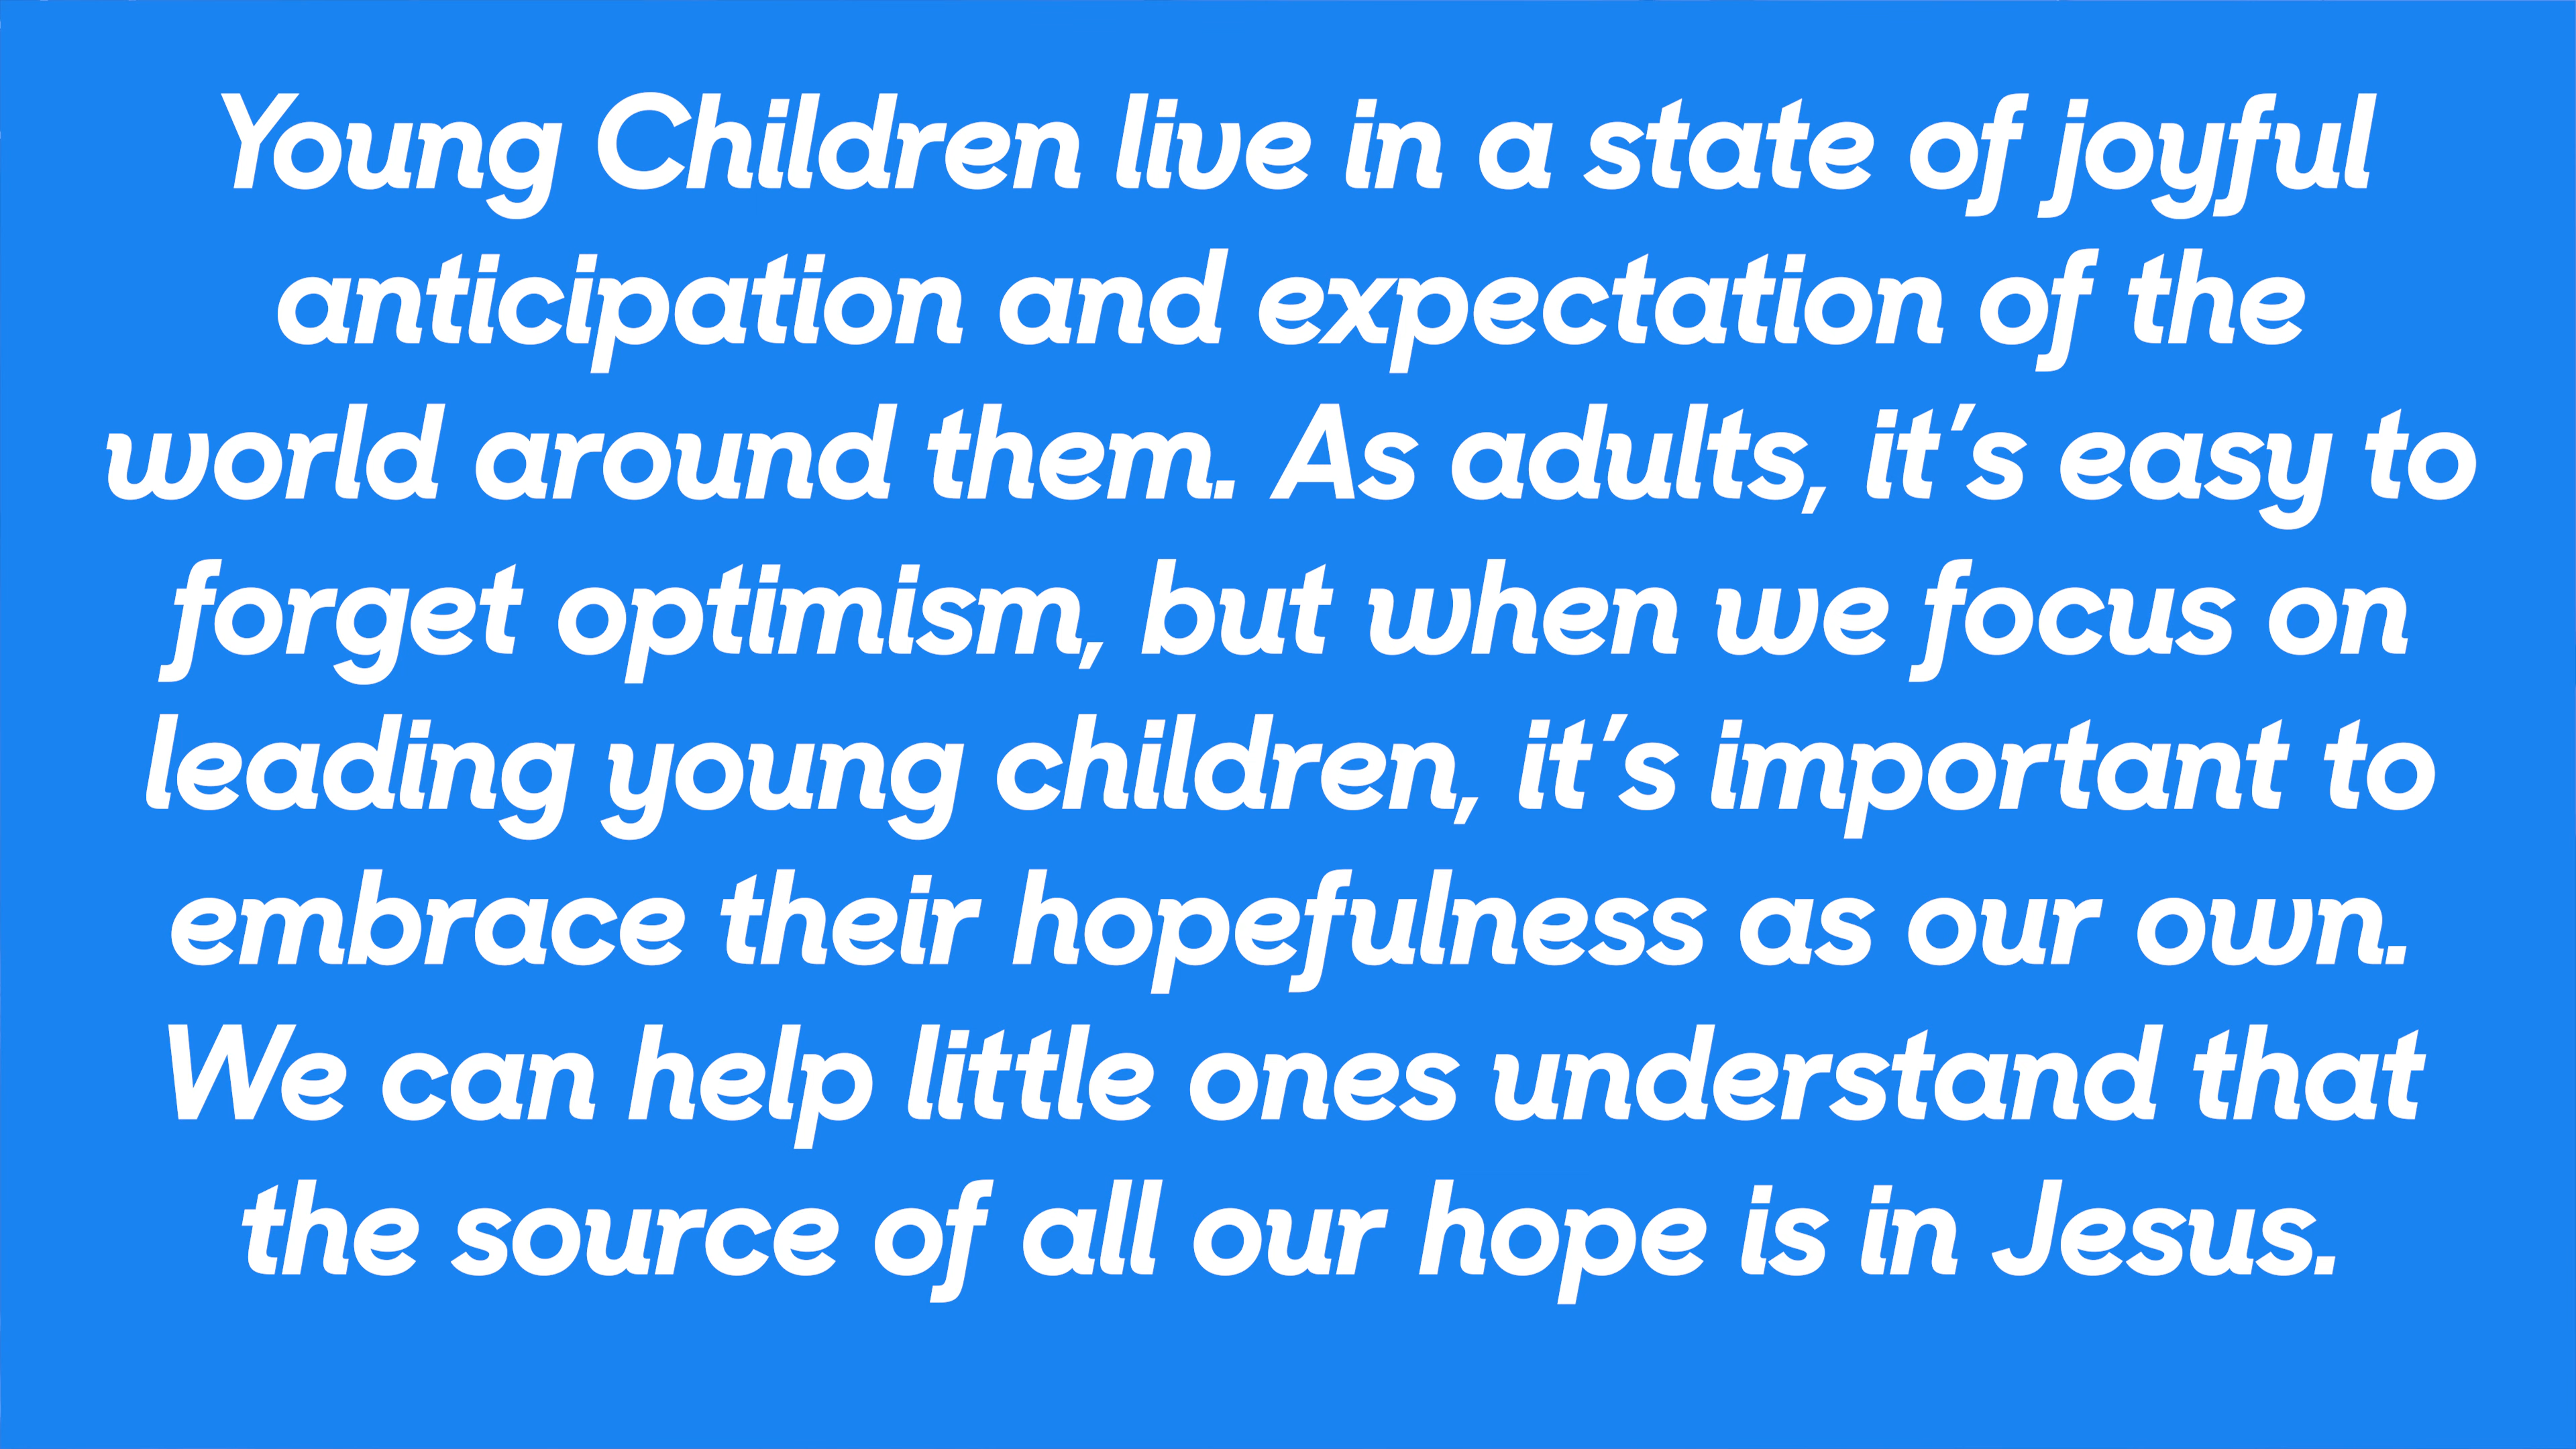 Young Children live in a state of joyful
anticipation and expectation of the
world around them. As adults, it’s easy to
forget optimism, but when we focus on
leading young children, it’s important to
embrace their hopefulness as our own.
We can help little ones understand that
the source of all our hope is in Jesus.